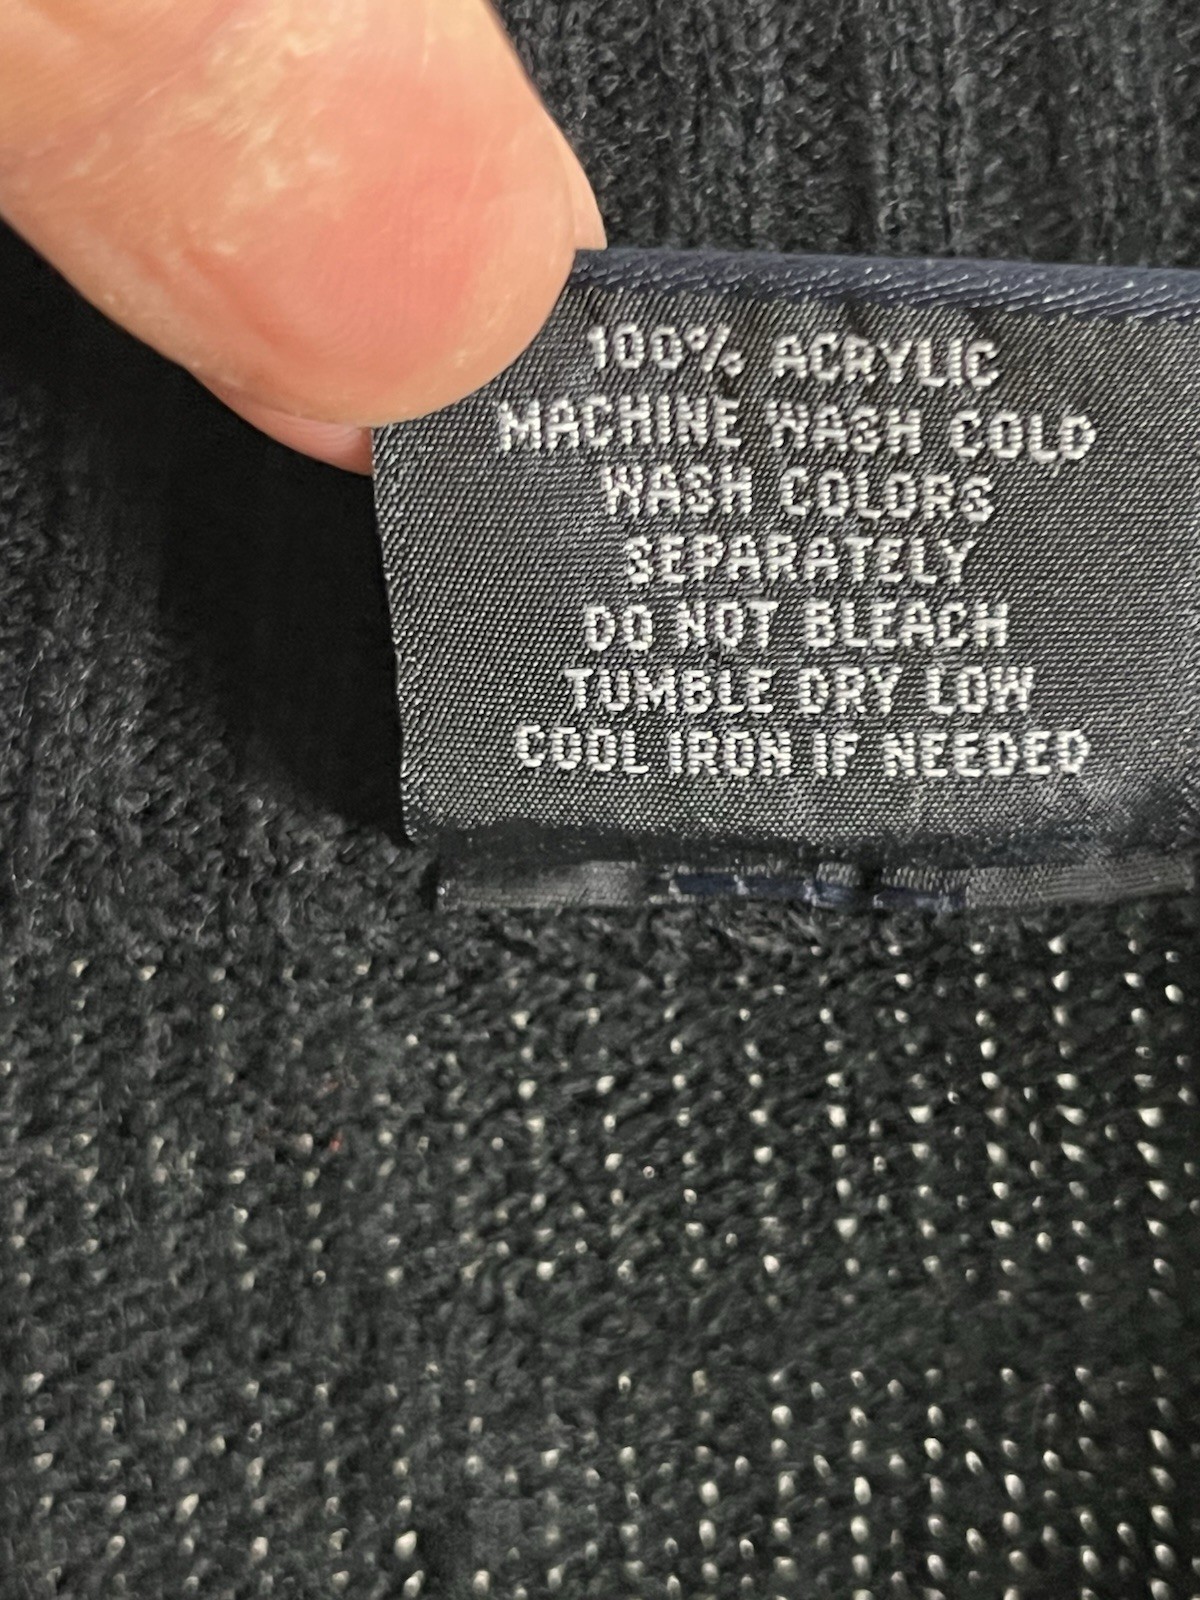 100% ACRYLIC
MACHINE WASH COLD
WASH COLORS
SEPARATELY
DO NOT BLEACH
TUMBLE DRY LOW
COOL IRON IF NEEDED